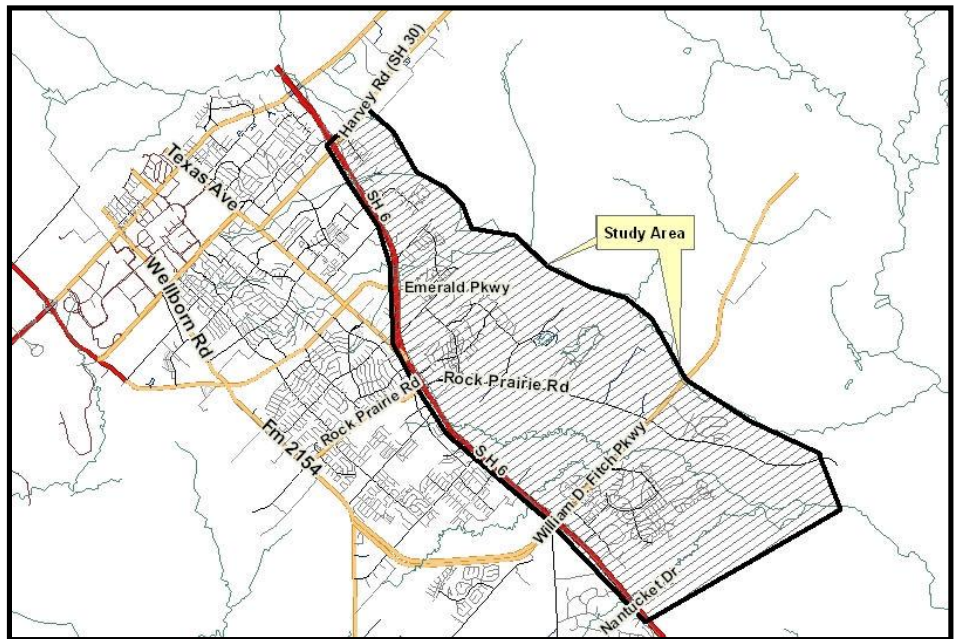 Harvey Rd (SH 30)
Texas Ave
SH 6
Study Area
Wellborn Rd
Emerald Pkwy
Rock Prairie Rd
Rock Prairie Rd
Fm 2154
S H 6
William D. Fitch Pkwy
Nantucket Dr